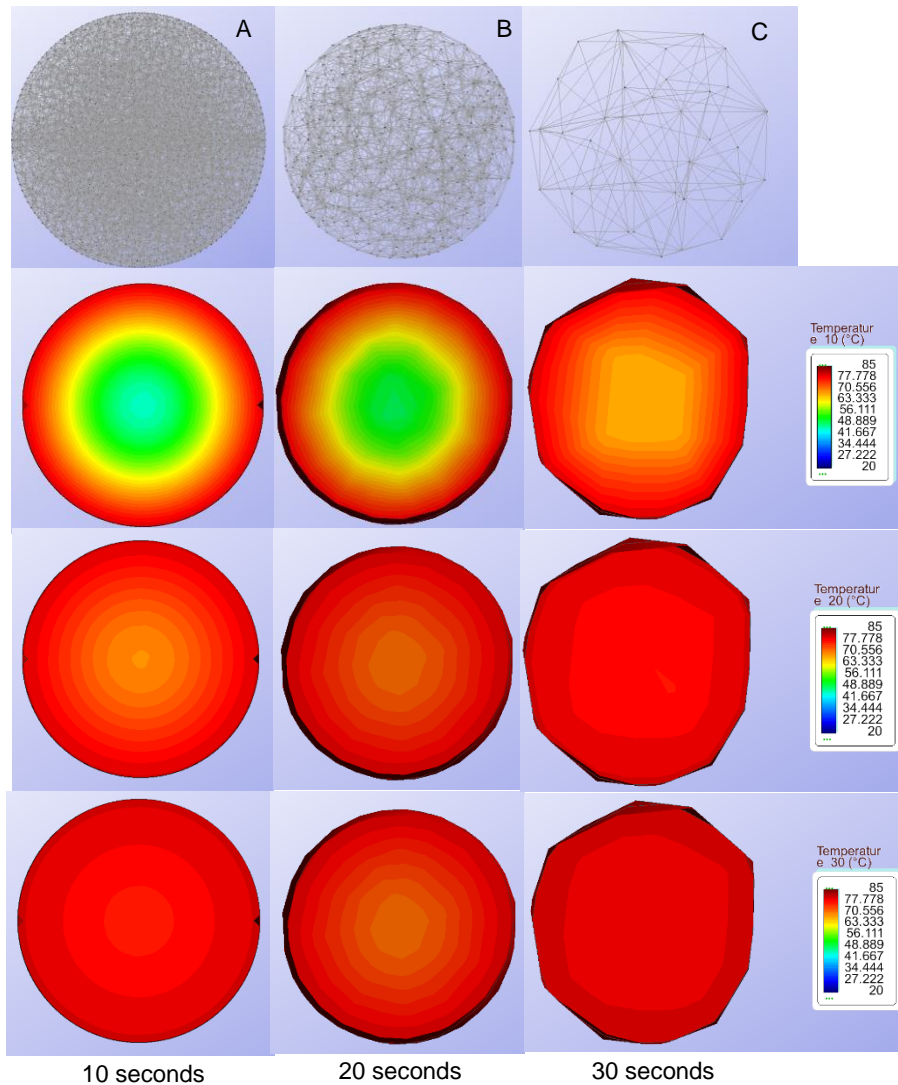 A
B
C
Temperatur
e_10 (°C)
85
77.778
70.556
63.333
56.111
48.889
41.667
34.444
27.222
20
Temperatur
e_20 (°C)
85
77.778
70.556
63.333
56.111
48.889
41.667
34.444
27.222
20
Temperatur
e_30 (°C)
85
77.778
70.556
63.333
56.111
48.889
41.667
34.444
27.222
20
10 seconds
20 seconds
30 seconds